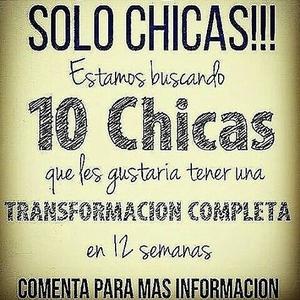 SOLO CHICAS!!!
Estamos buscando
10 Chicas
que les gustaria tener una
TRANSFORMACION COMPLETA
en 12 semanas
COMENTA PARA MAS INFORMACION